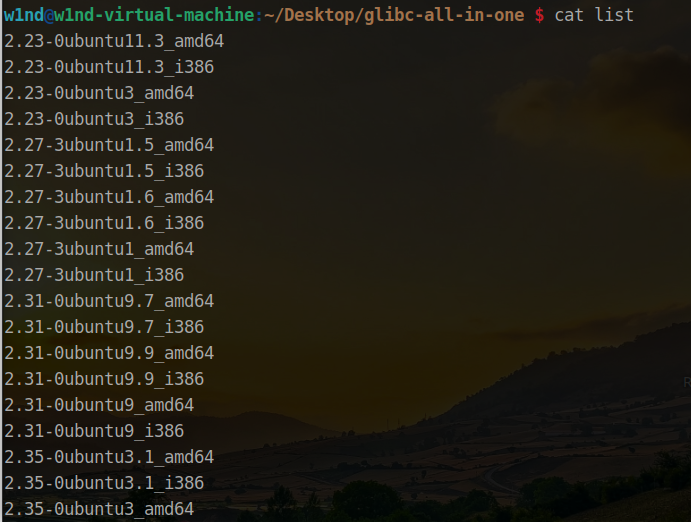 w1nd@w1nd-virtual-machine:~/Desktop/glibc-all-in-one $ cat list
2.23-0ubuntu11.3_amd64
2.23-0ubuntu11.3_i386
2.23-0ubuntu3_amd64
2.23-0ubuntu3_i386
2.27-3ubuntu1.5_amd64
2.27-3ubuntu1.5_i386
2.27-3ubuntu1.6_amd64
2.27-3ubuntu1.6_i386
2.27-3ubuntu1_amd64
2.27-3ubuntu1_i386
2.31-0ubuntu9.7_amd64
2.31-0ubuntu9.7_i386
2.31-0ubuntu9.9_amd64
2.31-0ubuntu9.9_i386
2.31-0ubuntu9_amd64
2.31-0ubuntu9_i386
2.35-0ubuntu3.1_amd64
2.35-0ubuntu3.1_i386
2.35-0ubuntu3_amd64